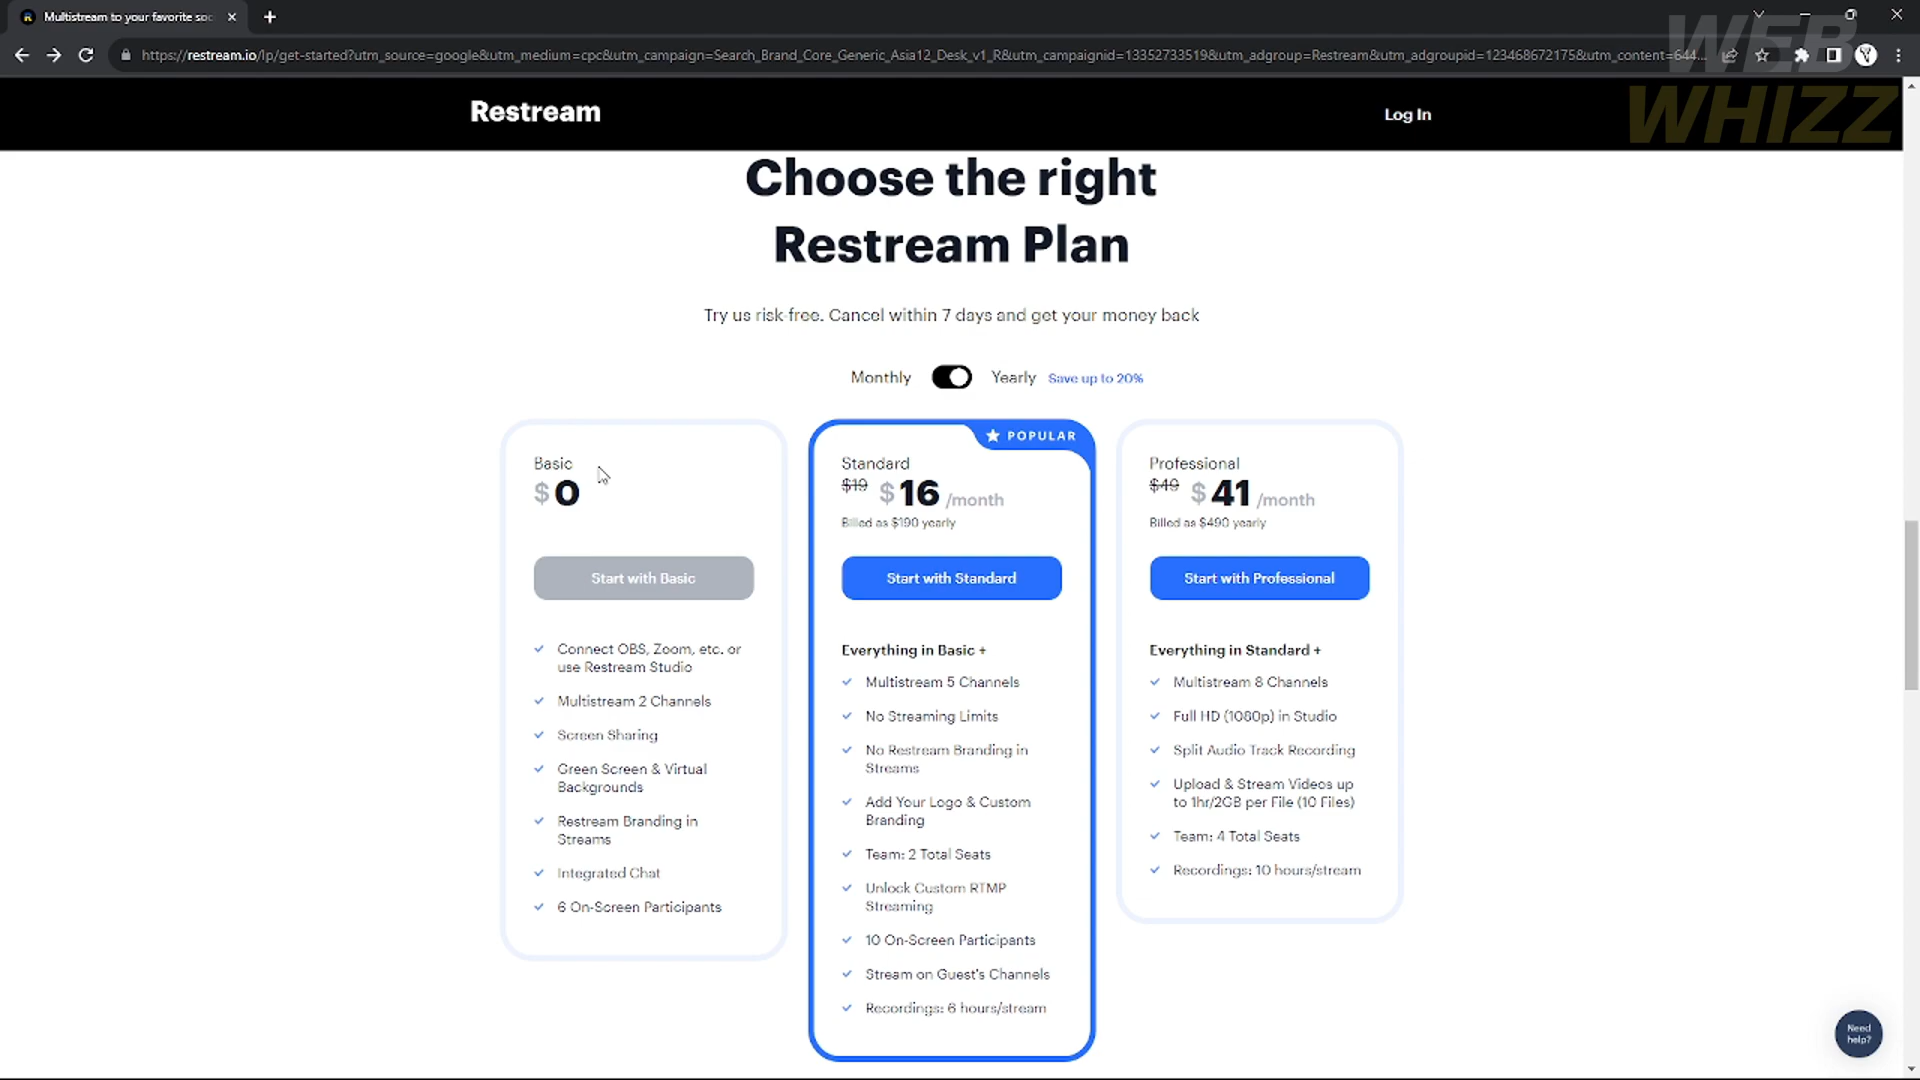 Multistream to your favorite soc
https://restream.io/lp/get-started?utm_source=google&utm_medium=cpc&utm_campaign=Search_Brand_Core_Generic_Asia12_Desk_v1_R&utm_campaignid=13352733519&utm_adgroup=Restream&utm_adgroupid=123468672175&utm_content=644...
WEB
WHIZZ
Restream
Log In
Choose the right
Restream Plan
Try us risk-free. Cancel within 7 days and get your money back
Monthly
Yearly
Save up to 20%
Basic
$0
Start with Basic
Connect OBS, Zoom, etc. or
use Restream Studio
Multistream 2 Channels
Screen Sharing
Green Screen & Virtual
Backgrounds
Restream Branding in
Streams
Integrated Chat
6 On-Screen Participants
POPULAR
Standard
$19 $16 /month
Billed as $190 yearly
Start with Standard
Everything in Basic +
Multistream 5 Channels
No Streaming Limits
No Restream Branding in
Streams
Add Your Logo & Custom
Branding
Team: 2 Total Seats
Unlock Custom RTMP
Streaming
10 On-Screen Participants
Stream on Guest's Channels
Recordings: 6 hours/stream
Professional
$49 $41 /month
Billed as $490 yearly
Start with Professional
Everything in Standard +
Multistream 8 Channels
Full HD (1080p) in Studio
Split Audio Track Recording
Upload & Stream Videos up
to 1hr/2GB per File (10 Files)
Team: 4 Total Seats
Recordings: 10 hours/stream
Need
help?